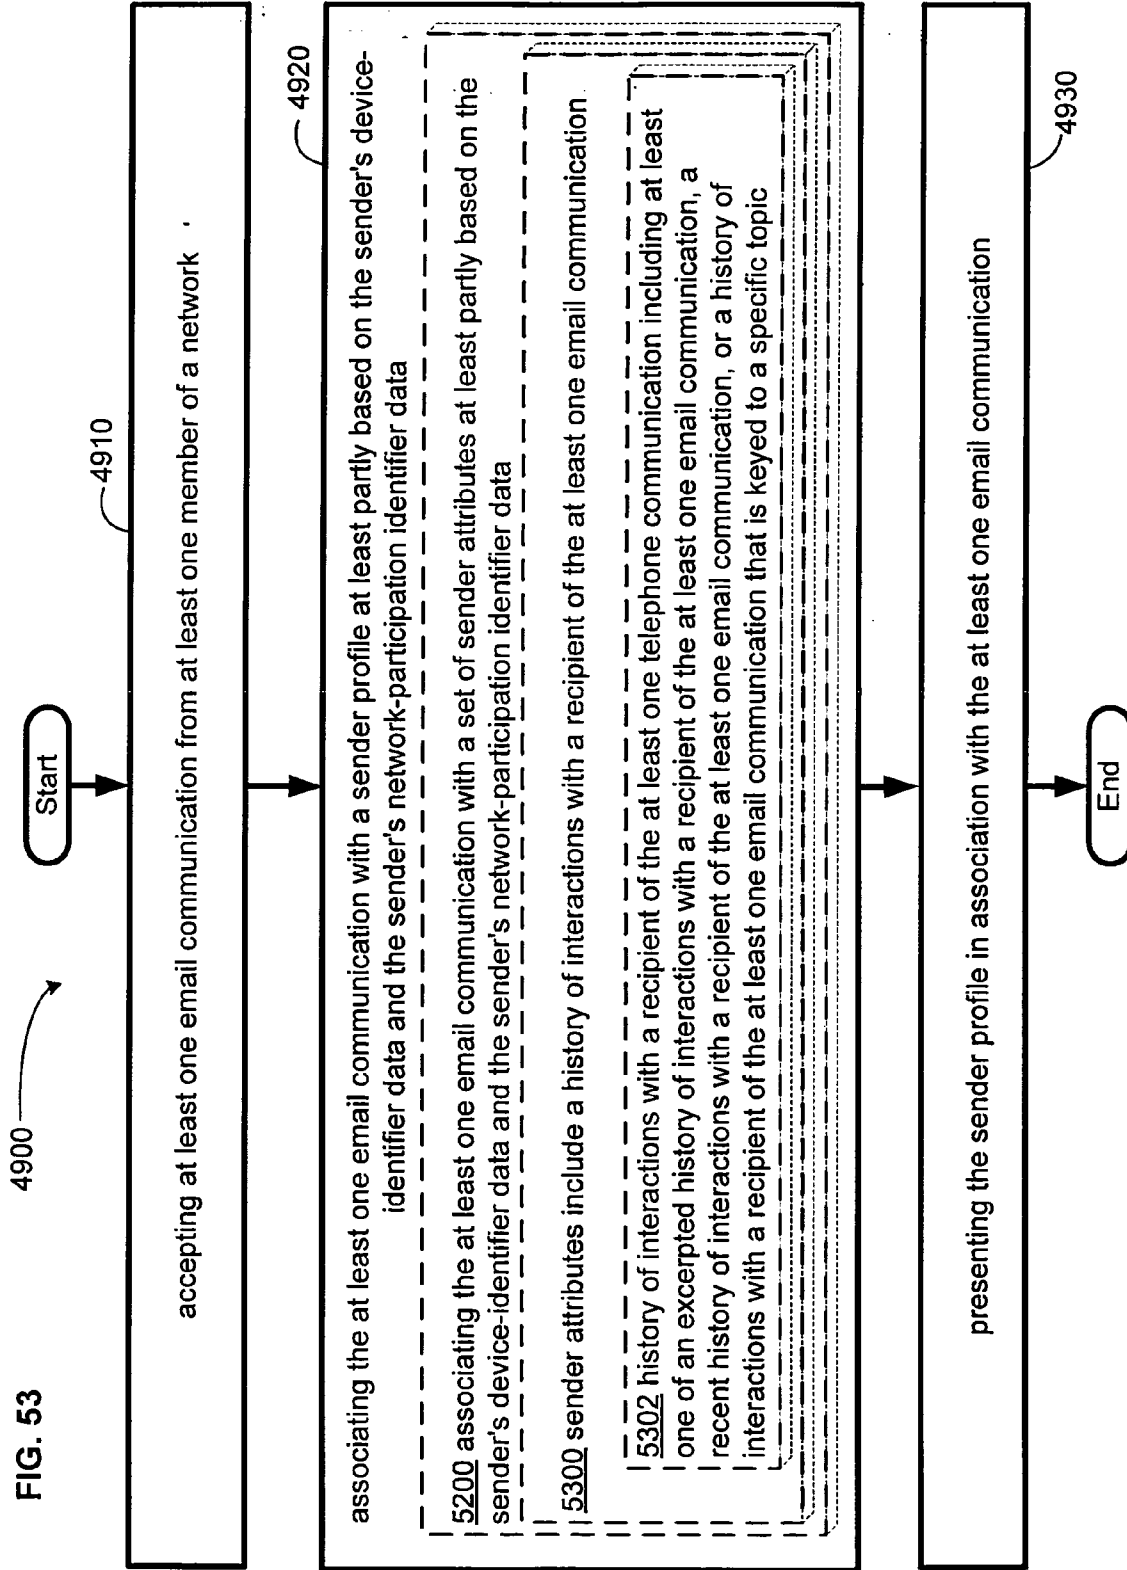 FIG. 53
4900
Start
4910
accepting at least one email communication from at least one member of a network
4920
associating the at least one email communication with a sender profile at least partly based on the sender's device-
identifier data and the sender's network-participation identifier data
5200 associating the at least one email communication with a set of sender attributes at least partly based on the
sender's device-identifier data and the sender's network-participation identifier data
5300 sender attributes include a history of interactions with a recipient of the at least one email communication
5302 history of interactions with a recipient of the at least one telephone communication including at least
one of an excerpted history of interactions with a recipient of the at least one email communication, a
recent history of interactions with a recipient of the at least one email communication, or a history of
interactions with a recipient of the at least one email communication that is keyed to a specific topic
4930
presenting the sender profile in association with the at least one email communication
End